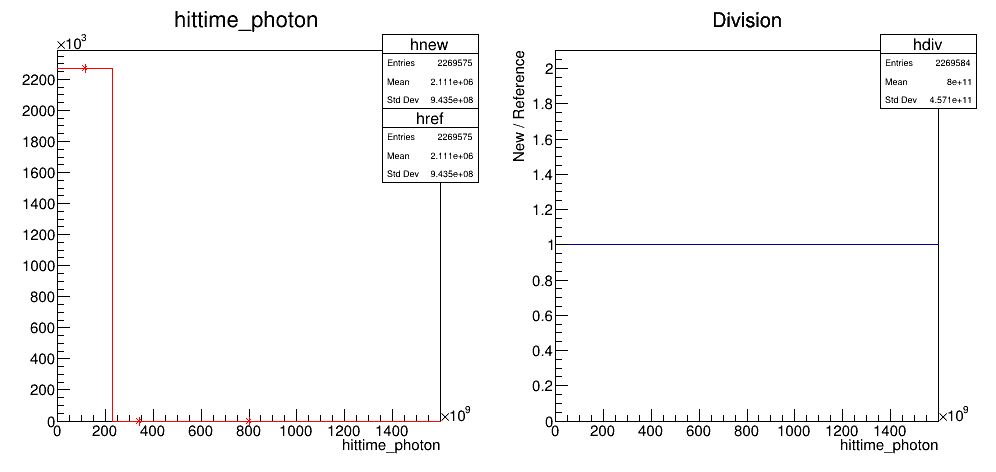 hittime_photon
×10³
hnew
Entries 2269575
Mean 2.111e+06
Std Dev 9.435e+08
href
Entries 2269575
Mean 2.111e+06
Std Dev 9.435e+08
2200
2000
1800
1600
1400
1200
1000
800
600
400
200
0
0 200 400 600 800 1000 1200 1400
×10⁹
hittime_photon
Division
hdiv
Entries 2269584
Mean 8e+11
Std Dev 4.571e+11
New / Reference
2
1.8
1.6
1.4
1.2
1
0.8
0.6
0.4
0.2
0
0 200 400 600 800 1000 1200 1400
×10⁹
hittime_photon